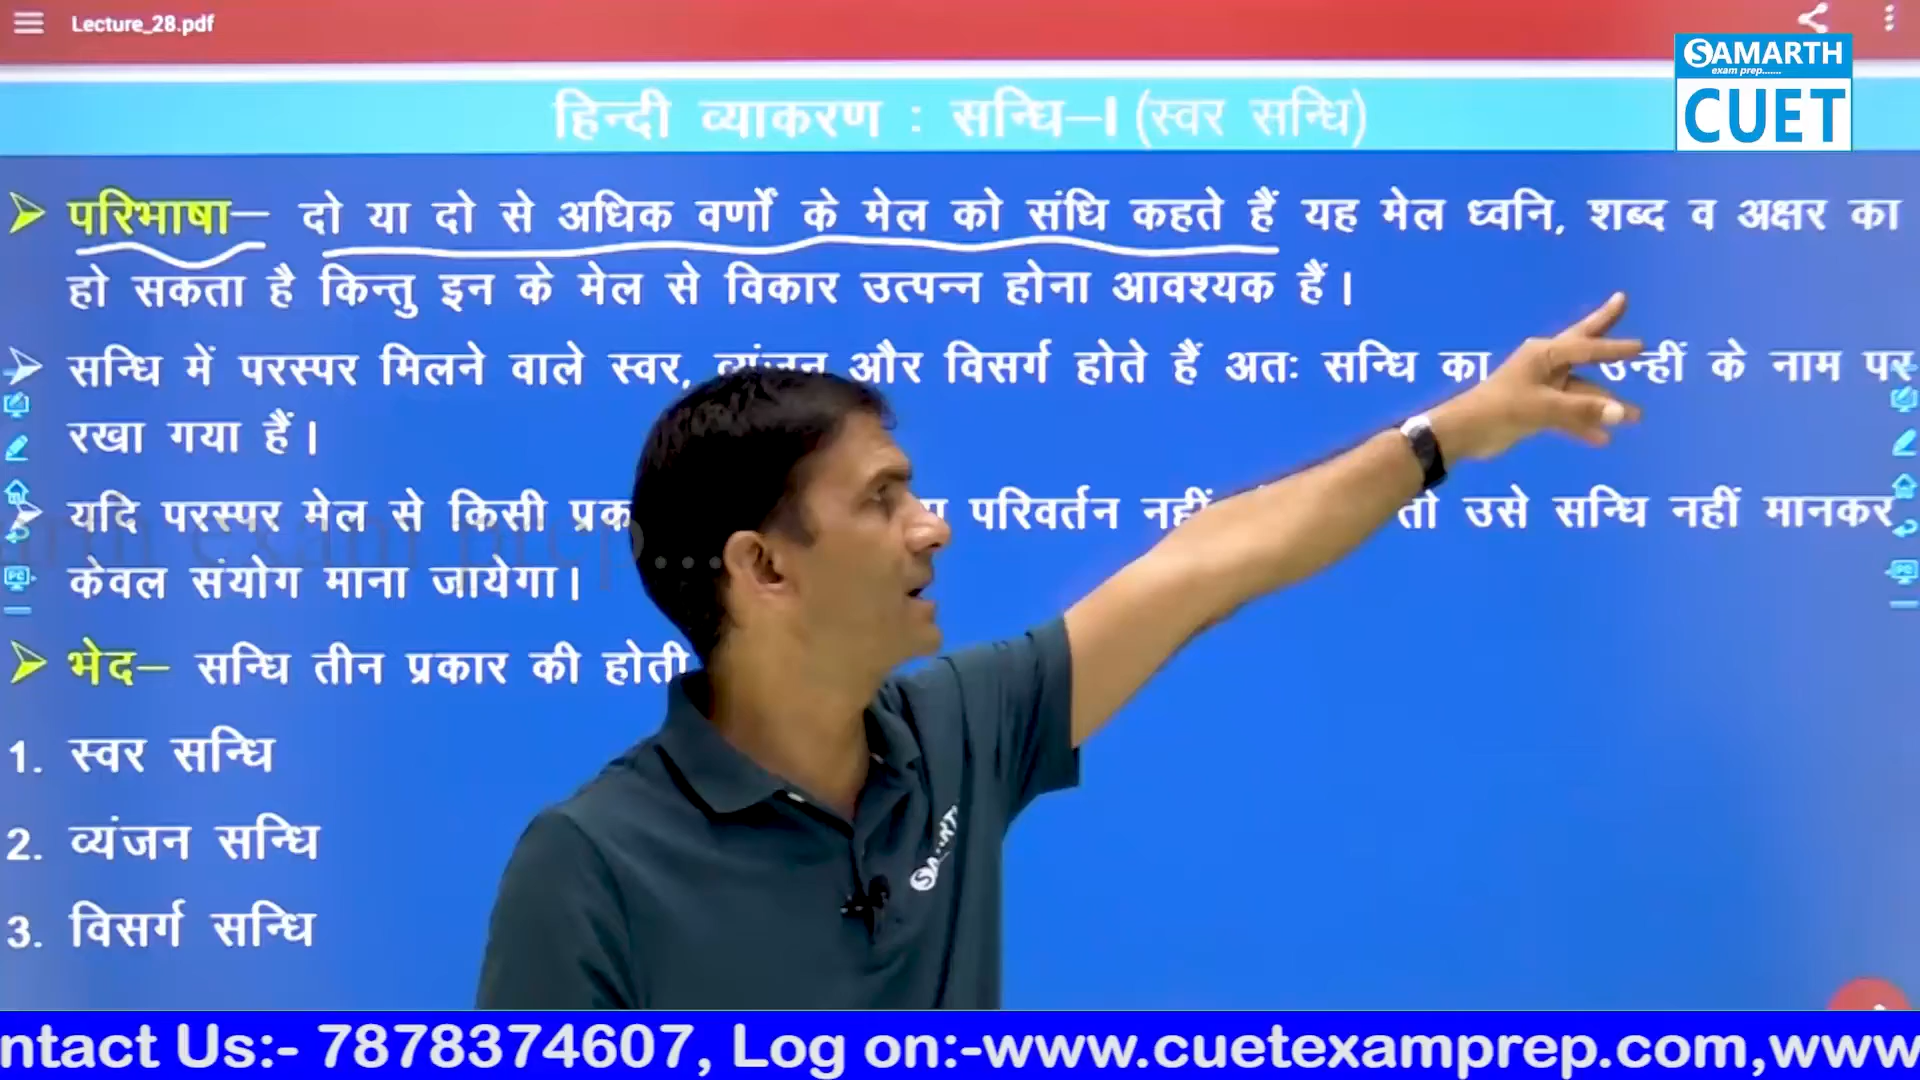 Lecture_28.pdf
SAMARTH
exam prep.......
CUET
हिन्दी व्याकरण : सन्धि–I (स्वर सन्धि)
परिभाषा– दो या दो से अधिक वर्णों के मेल को संधि कहते हैं यह मेल ध्वनि, शब्द व अक्षर का
हो सकता है किन्तु इन के मेल से विकार उत्पन्न होना आवश्यक हैं।
सन्धि में परस्पर मिलने वाले स्वर, व्यंजन और विसर्ग होते हैं अतः सन्धि का उन्हीं के नाम पर
रखा गया हैं।
यदि परस्पर मेल से किसी परिवर्तन नहीं तो उसे सन्धि नहीं मानकर
केवल संयोग माना जायेगा।
exam prep...
भेद– सन्धि तीन प्रकार की होती
1. स्वर सन्धि
2. व्यंजन सन्धि
3. विसर्ग सन्धि
ntact Us:- 7878374607, Log on:-www.cuetexamprep.com,www